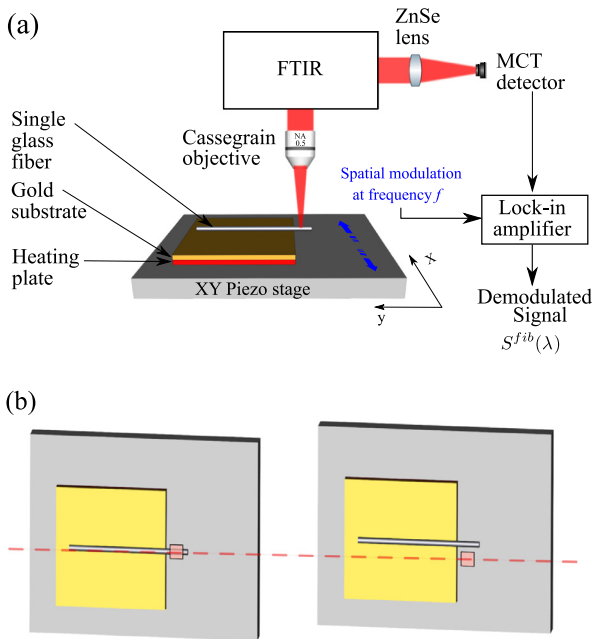 (a)
ZnSe
lens
FTIR
MCT
detector
Single
glass
fiber
Cassegrain
objective
NA
0.5
Gold
substrate
Spatial modulation
at frequency f
Lock-in
amplifier
Heating
plate
x
XY Piezo stage
y
Demodulated
Signal
S^{fib}(λ)
(b)